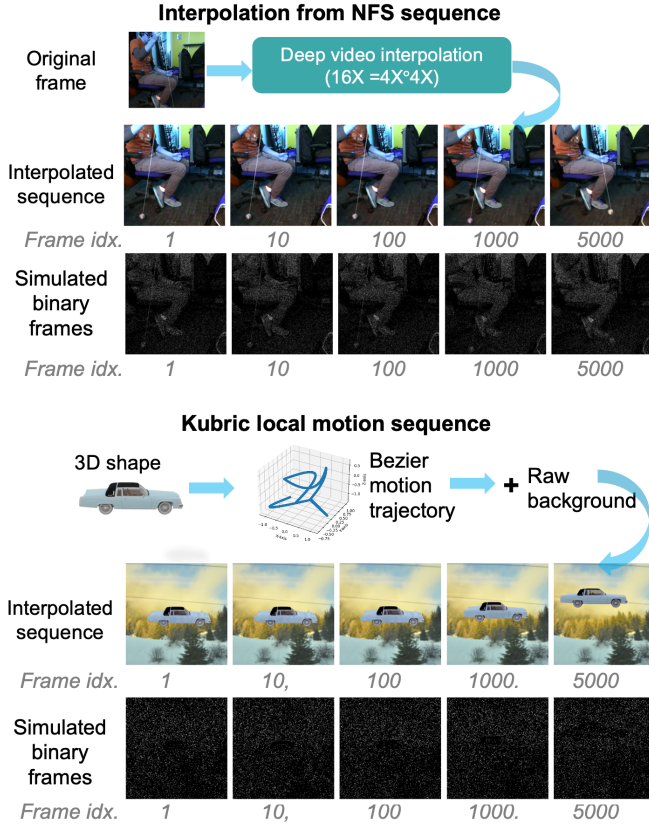 Interpolation from NFS sequence
Original
frame
Deep video interpolation
(16X =4X°4X)
Interpolated
sequence
Frame idx. 1 10 100 1000 5000
Simulated
binary
frames
Frame idx. 1 10 100 1000 5000
Kubric local motion sequence
3D shape
Bezier
motion
trajectory
+ Raw
background
Interpolated
sequence
Frame idx. 1 10, 100 1000. 5000
Simulated
binary
frames
Frame idx. 1 10, 100 1000. 5000